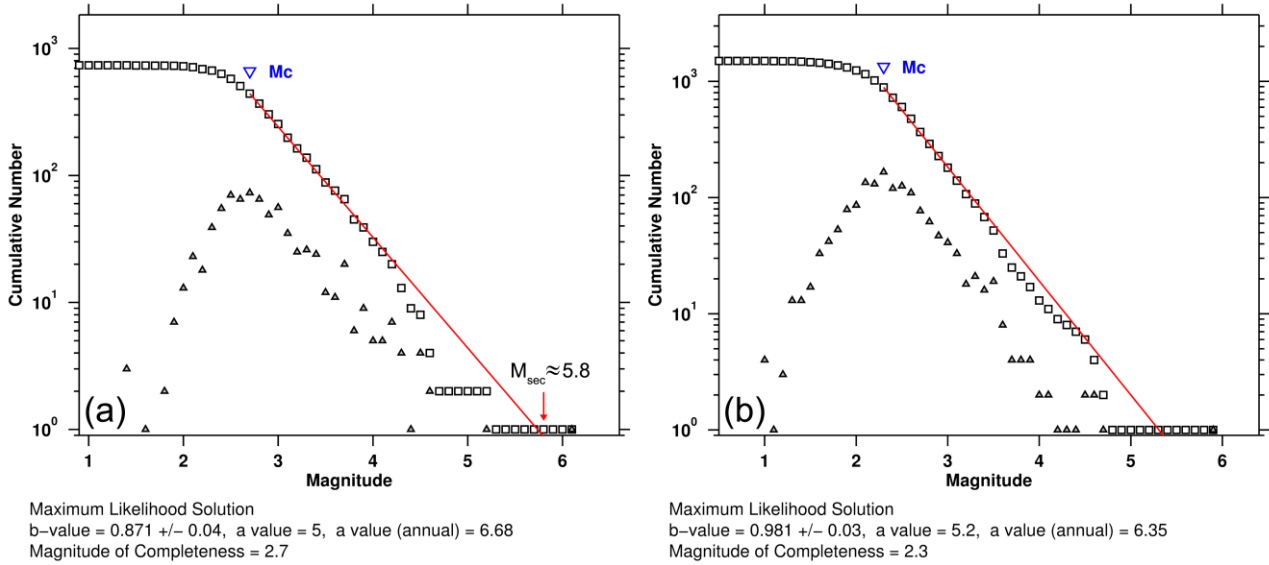 10³
10²
10¹
10⁰
Cumulative Number
Mc
M_sec≈5.8
(a)
1 2 3 4 5 6
Magnitude
Maximum Likelihood Solution
b−value = 0.871 +/− 0.04, a value = 5, a value (annual) = 6.68
Magnitude of Completeness = 2.7
10³
10²
10¹
10⁰
Cumulative Number
Mc
(b)
1 2 3 4 5 6
Magnitude
Maximum Likelihood Solution
b−value = 0.981 +/− 0.03, a value = 5.2, a value (annual) = 6.35
Magnitude of Completeness = 2.3